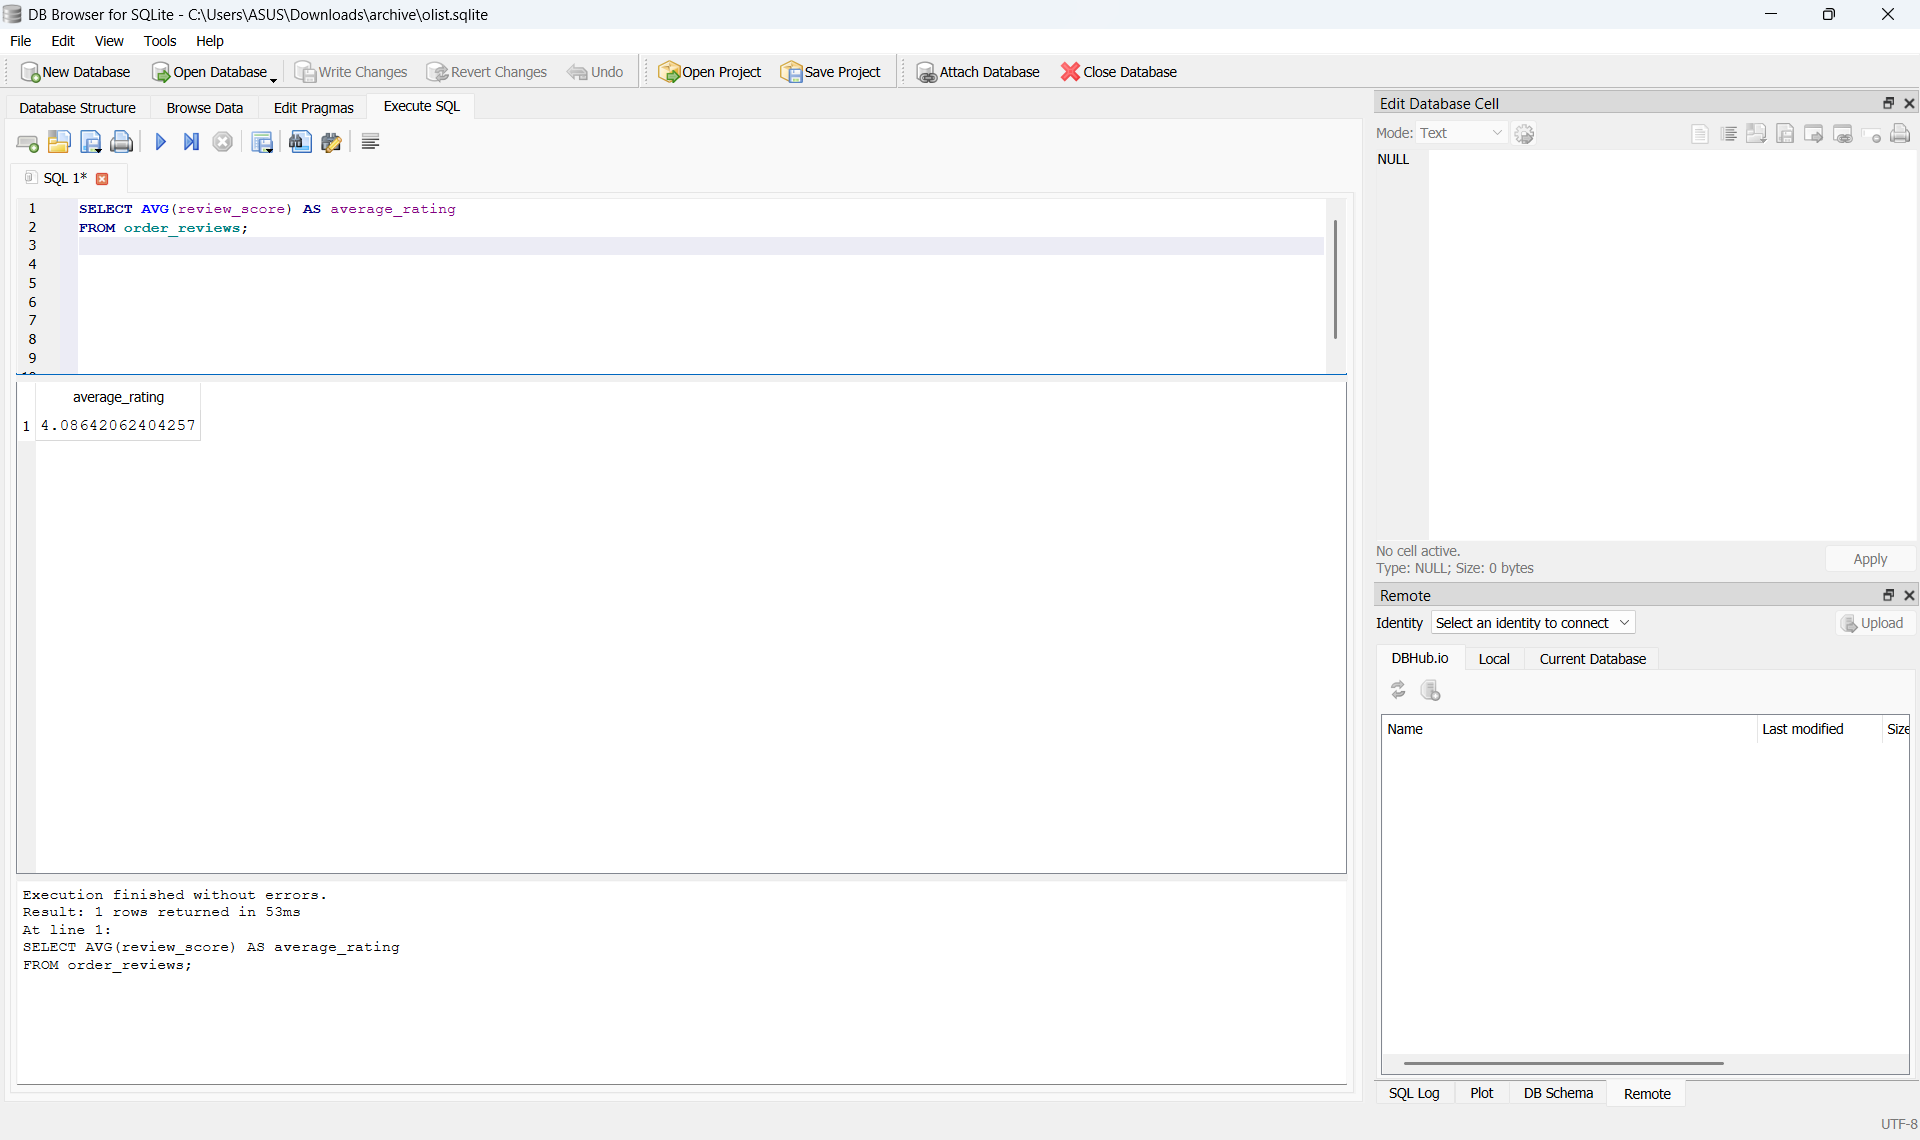 DB Browser for SQLite - C:\Users\ASUS\Downloads\archive\olist.sqlite
File Edit View Tools Help
New Database Open Database Write Changes Revert Changes Undo Open Project Save Project Attach Database Close Database
Database Structure Browse Data Edit Pragmas Execute SQL
SQL 1*
1 SELECT AVG(review_score) AS average_rating
2 FROM order_reviews;
3
4
5
6
7
8
9
average_rating
1 4.08642062404257
Execution finished without errors.
Result: 1 rows returned in 53ms
At line 1:
SELECT AVG(review_score) AS average_rating
FROM order_reviews;
Edit Database Cell
Mode: Text
NULL
No cell active.
Type: NULL; Size: 0 bytes
Apply
Remote
Identity Select an identity to connect Upload
DBHub.io Local Current Database
Name Last modified Size
SQL Log Plot DB Schema Remote
UTF-8